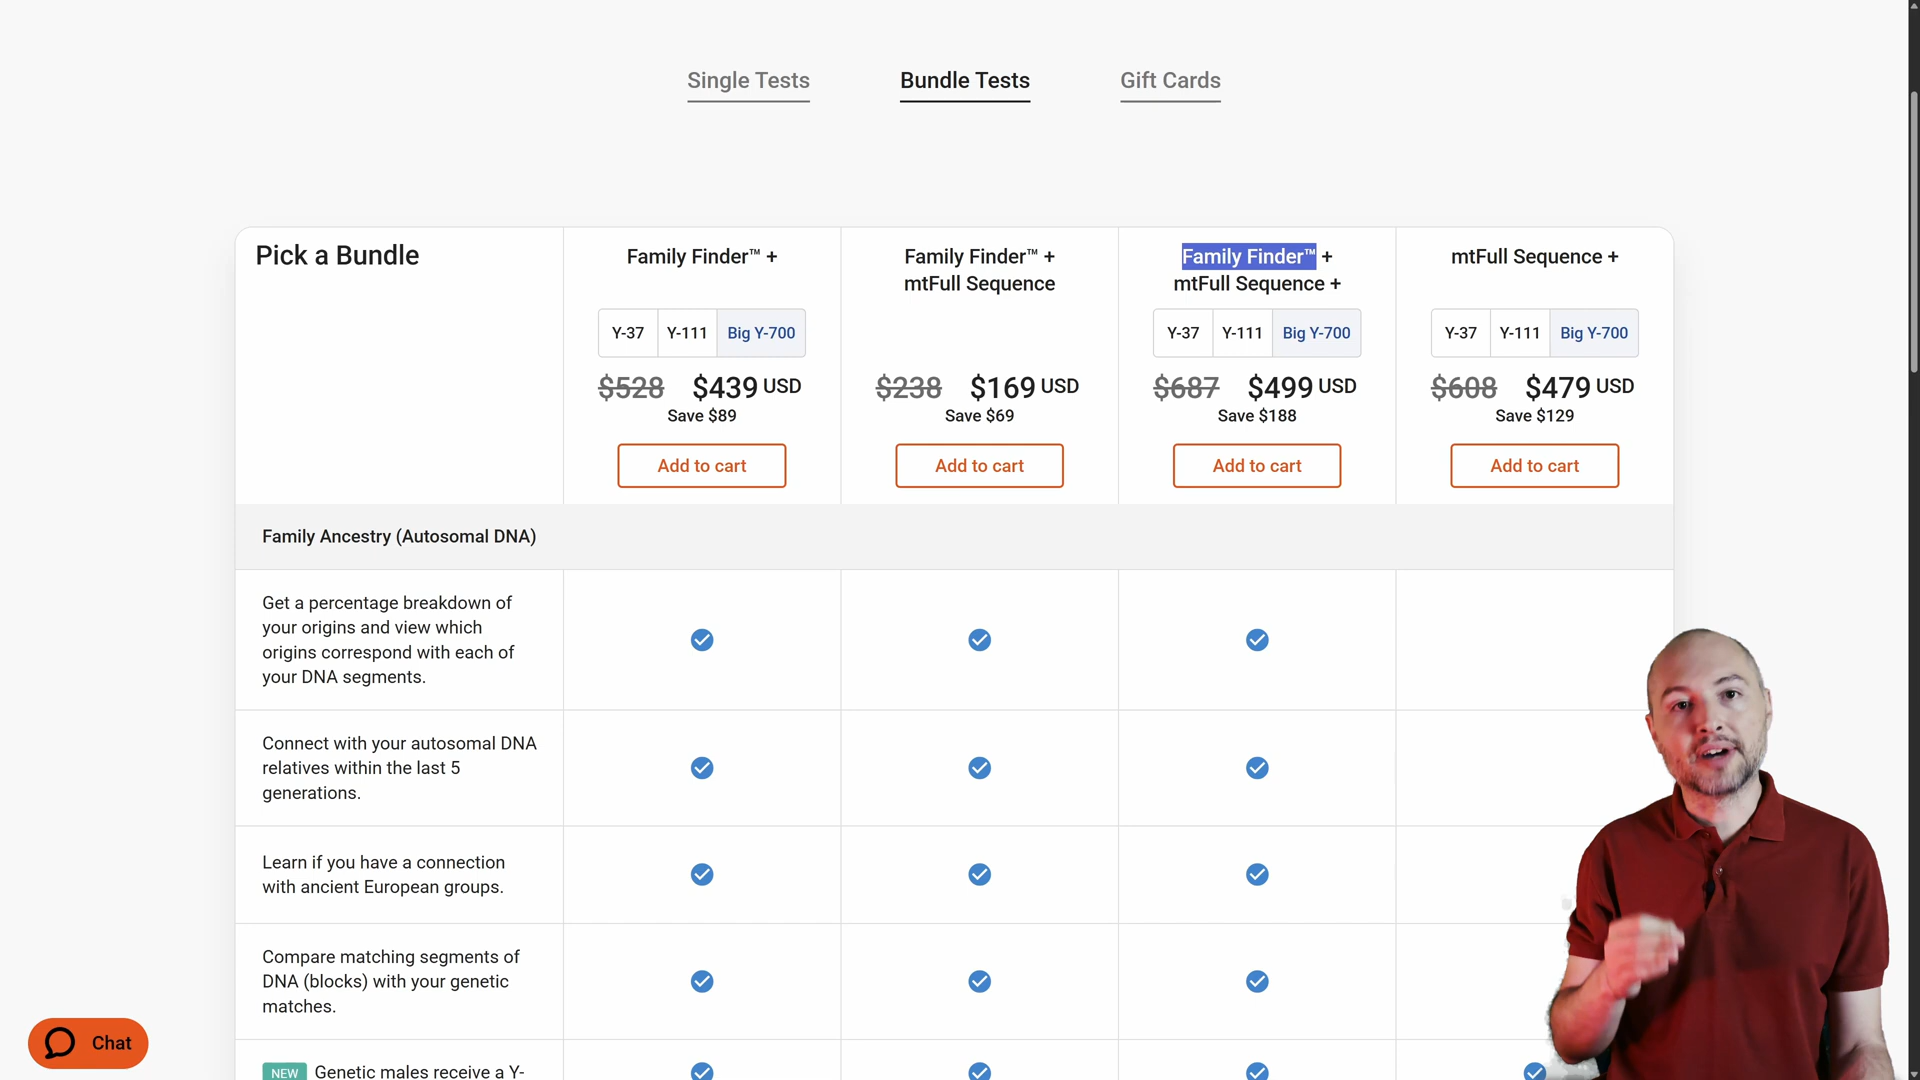 Single Tests
Bundle Tests
Gift Cards
Pick a Bundle
Family Finder™ +
Y-37
Y-111
Big Y-700
$528
$439 USD
Save $89
Add to cart
Family Finder™ +
mtFull Sequence
$238
$169 USD
Save $69
Add to cart
Family Finder™ +
mtFull Sequence +
Y-37
Y-111
Big Y-700
$687
$499 USD
Save $188
Add to cart
mtFull Sequence +
Y-37
Y-111
Big Y-700
$608
$479 USD
Save $129
Add to cart
Family Ancestry (Autosomal DNA)
Get a percentage breakdown of
your origins and view which
origins correspond with each of
your DNA segments.
Connect with your autosomal DNA
relatives within the last 5
generations.
Learn if you have a connection
with ancient European groups.
Compare matching segments of
DNA (blocks) with your genetic
matches.
NEW Genetic males receive a Y-
Chat